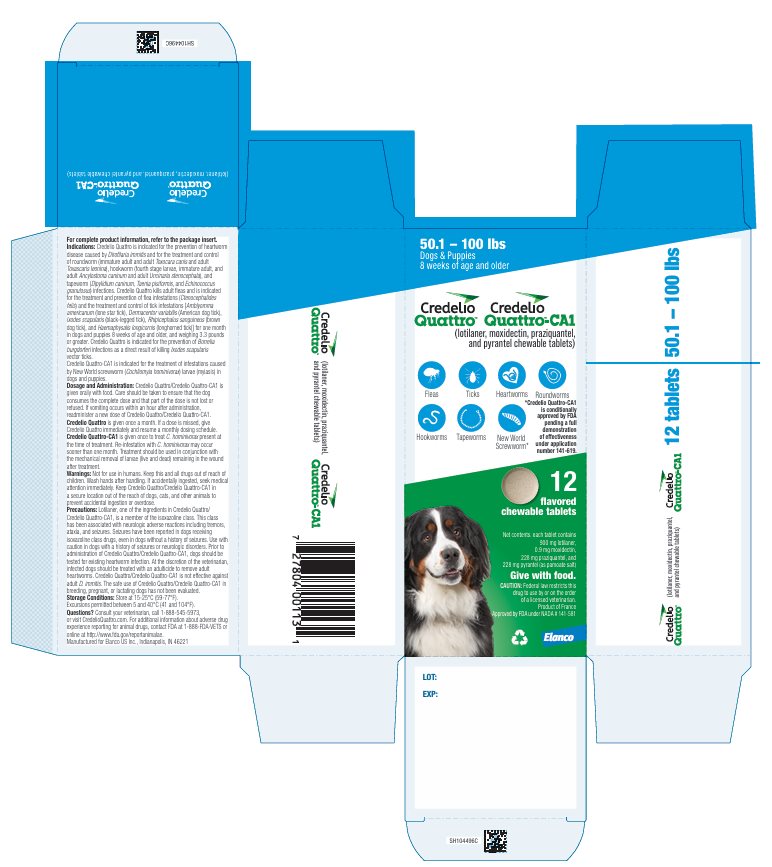 SH104496C
Credelio Quattro
Credelio Quattro-CA1
(lotilaner, moxidectin, praziquantel, and pyrantel chewable tablets)
For complete product information, refer to the package insert.
Indications: Credelio Quattro is indicated for the prevention of heartworm
disease caused by Dirofilaria immitis and for the treatment and control
of roundworm (immature adult and adult Toxocara canis and adult
Toxascaris leonina), hookworm (fourth stage larvae, immature adult, and
adult Ancylostoma caninum and adult Uncinaria stenocephala), and
tapeworm (Dipylidium caninum, Taenia pisiformis, and Echinococcus
granulosus) infections. Credelio Quattro kills adult fleas and is indicated
for the treatment and prevention of flea infestations (Ctenocephalides
felis) and the treatment and control of tick infestations [Amblyomma
americanum (lone star tick), Dermacentor variabilis (American dog tick),
Ixodes scapularis (black-legged tick), Rhipicephalus sanguineus (brown
dog tick), and Haemaphysalis longicornis (longhorned tick)] for one month
in dogs and puppies 8 weeks of age and older, and weighing 3.3 pounds
or greater. Credelio Quattro is indicated for the prevention of Borrelia
burgdorferi infections as a direct result of killing Ixodes scapularis
vector ticks.
Credelio Quattro-CA1 is indicated for the treatment of infestations caused
by New World screwworm (Cochliomyia hominivorax) larvae (myiasis) in
dogs and puppies.
Dosage and Administration: Credelio Quattro/Credelio Quattro-CA1 is
given orally with food. Care should be taken to ensure that the dog
consumes the complete dose and that part of the dose is not lost or
refused. If vomiting occurs within an hour after administration,
readminister a new dose of Credelio Quattro/Credelio Quattro-CA1.
Credelio Quattro is given once a month. If a dose is missed, give
Credelio Quattro immediately and resume a monthly dosing schedule.
Credelio Quattro-CA1 is given once to treat C. hominivorax present at
the time of treatment. Re-infestation with C. hominivorax may occur
sooner than one month. Treatment should be used in conjunction with
the mechanical removal of larvae (live and dead) remaining in the wound
after treatment.
Warnings: Not for use in humans. Keep this and all drugs out of reach of
children. Wash hands after handling. If accidentally ingested, seek medical
attention immediately. Keep Credelio Quattro/Credelio Quattro-CA1 in
a secure location out of the reach of dogs, cats, and other animals to
prevent accidental ingestion or overdose.
Precautions: Lotilaner, one of the ingredients in Credelio Quattro/
Credelio Quattro-CA1, is a member of the isoxazoline class. This class
has been associated with neurologic adverse reactions including tremors,
ataxia, and seizures. Seizures have been reported in dogs receiving
isoxazoline class drugs, even in dogs without a history of seizures. Use with
caution in dogs with a history of seizures or neurologic disorders. Prior to
administration of Credelio Quattro/Credelio Quattro-CA1, dogs should be
tested for existing heartworm infection. At the discretion of the veterinarian,
infected dogs should be treated with an adulticide to remove adult
heartworms. Credelio Quattro/Credelio Quattro-CA1 is not effective against
adult D. immitis. The safe use of Credelio Quattro/Credelio Quattro-CA1 in
breeding, pregnant, or lactating dogs has not been evaluated.
Storage Conditions: Store at 15-25°C (59-77°F).
Excursions permitted between 5 and 40°C (41 and 104°F).
Questions? Consult your veterinarian, call 1-888-545-5973,
or visit CredelioQuattro.com. For additional information about adverse drug
experience reporting for animal drugs, contact FDA at 1-888-FDA-VETS or
online at http://www.fda.gov/reportanimalae.
Manufactured for Elanco US Inc., Indianapolis, IN 46221
Credelio Quattro
(lotilaner, moxidectin, praziquantel,
and pyrantel chewable tablets)
Credelio Quattro-CA1
7 27804 00113 1
50.1 – 100 lbs
Dogs & Puppies
8 weeks of age and older
Credelio Quattro
Credelio Quattro-CA1
(lotilaner, moxidectin, praziquantel,
and pyrantel chewable tablets)
Fleas
Ticks
Heartworms
Roundworms
Hookworms
Tapeworms
New World
Screwworm*
*Credelio Quattro-CA1
is conditionally
approved by FDA
pending a full
demonstration
of effectiveness
under application
number 141-619.
12
flavored
chewable tablets
Net contents: each tablet contains
900 mg lotilaner,
0.9 mg moxidectin,
228 mg praziquantel, and
228 mg pyrantel (as pamoate salt)
Give with food.
CAUTION: Federal law restricts this
drug to use by or on the order
of a licensed veterinarian.
Product of France
Approved by FDA under NADA # 141-581
Elanco
LOT:
EXP:
SH104496C
12 tablets 50.1 – 100 lbs
Credelio Quattro
(lotilaner, moxidectin, praziquantel,
and pyrantel chewable tablets)
Credelio Quattro-CA1